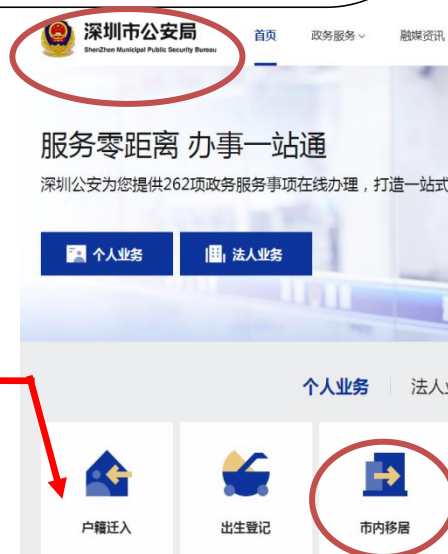 深圳市公安局
ShenZhen Municipal Public Security Bureau
首页 政务服务 融媒资讯
服务零距离 办事一站通
深圳公安为您提供262项政务服务事项在线办理，打造一站式
个人业务 法人业务
个人业务 法人
户籍迁入 出生登记 市内移居